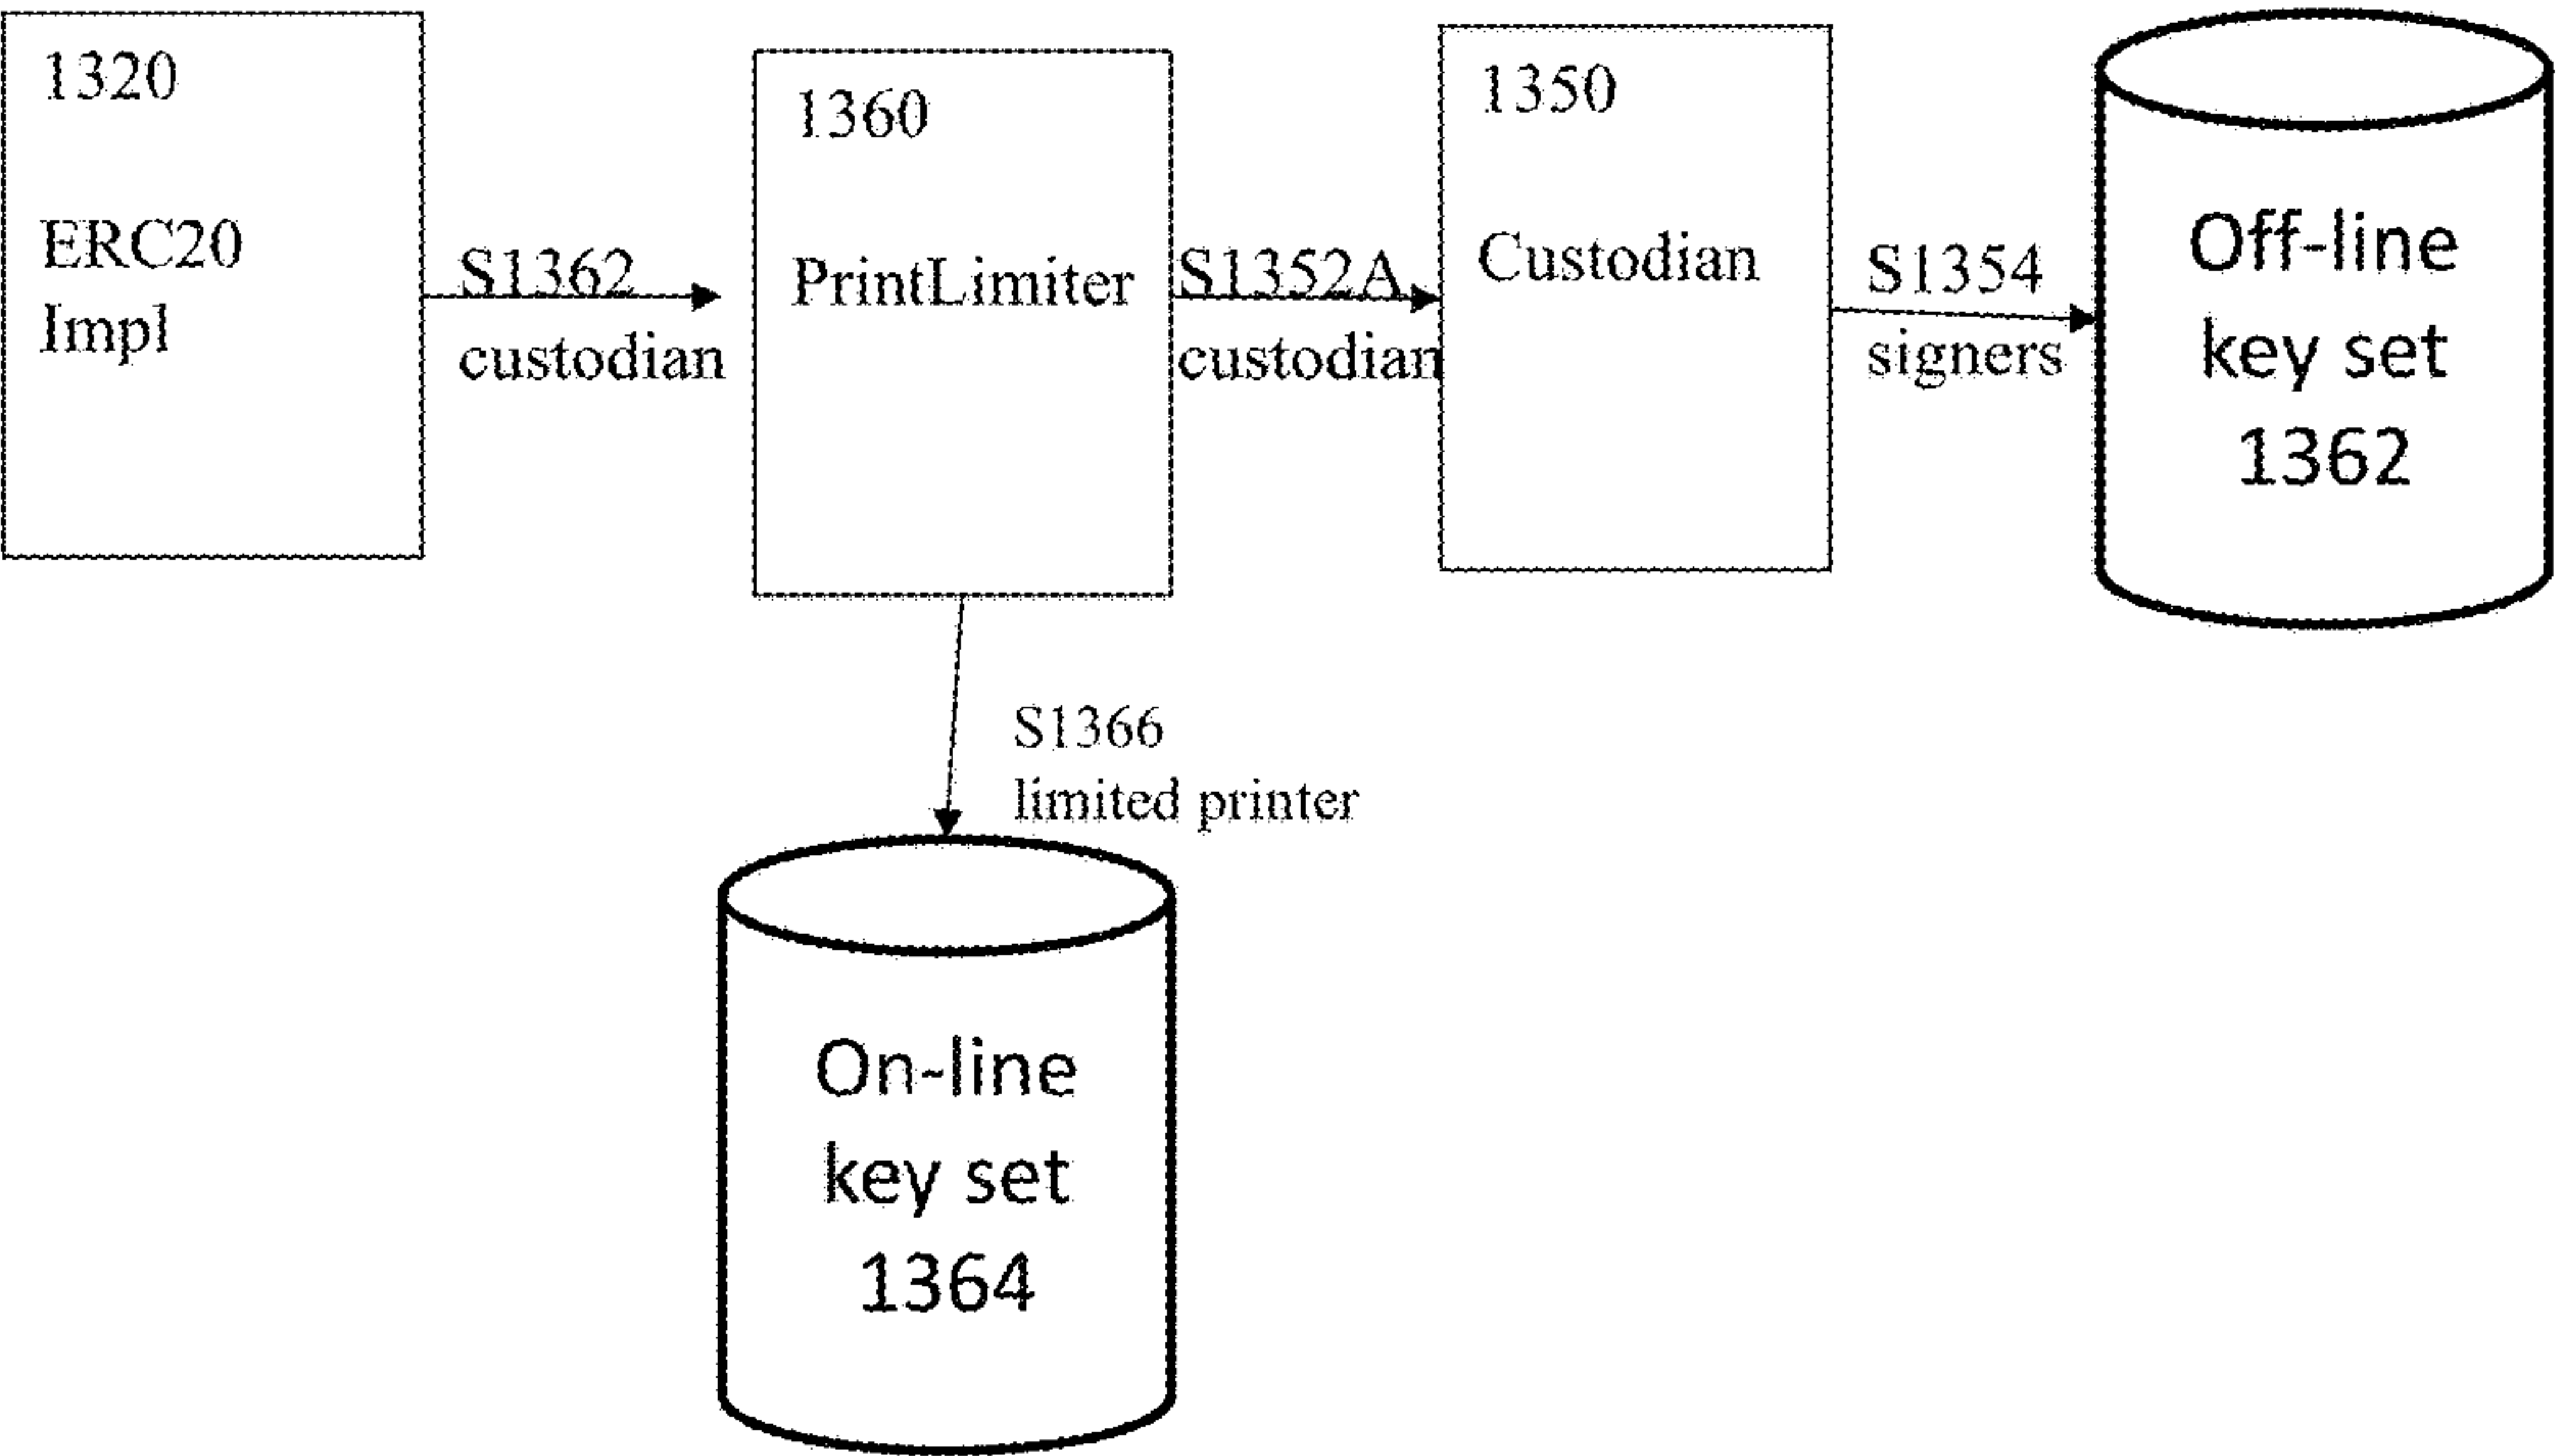 1320
ERC20
Impl
S1362
custodian
1360
PrintLimiter
S1352A
custodian
1350
Custodian
S1354
signers
Off-line
key set
1362
S1366
limited printer
On-line
key set
1364